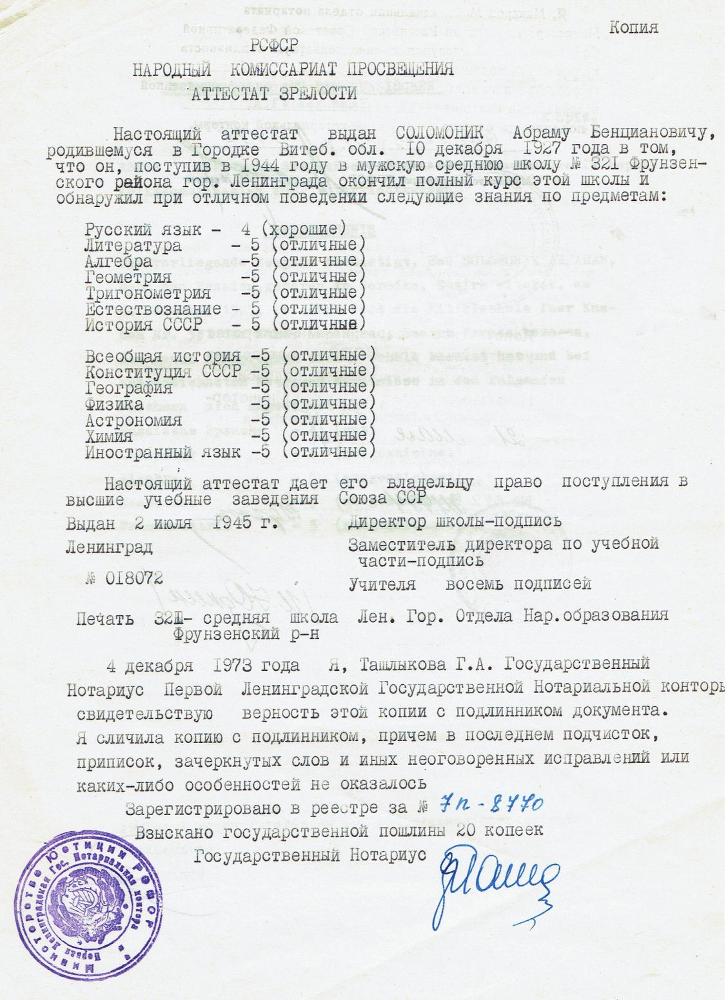 Копия
РСФСР
НАРОДНЫЙ КОМИССАРИАТ ПРОСВЕЩЕНИЯ
АТТЕСТАТ ЗРЕЛОСТИ
Настоящий аттестат выдан СОЛОМОНИК Абраму Бенциановичу,
родившемуся в Городке Витеб. обл. 10 декабря 1927 года в том,
что он, поступив в 1944 году в мужскую среднюю школу № 321 Фрунзен-
ского района гор. Ленинграда окончил полный курс этой школы и
обнаружил при отличном поведении следующие знания по предметам:
Русский язык - 4 (хорошие)
Литература - 5 (отличные)
Алгебра -5 (отличные)
Геометрия -5 (отличные)
Тригонометрия -5 (отличные)
Естествознание - 5 (отличные)
История СССР - 5 (отличные)
Всеобщая история -5 (отличные)
Конституция СССР -5 (отличные)
География -5 (отличные)
Физика -5 (отличные)
Астрономия -5 (отличные)
Химия -5 (отличные)
Иностранный язык -5 (отличные)
Настоящий аттестат дает его владельцу право поступления в
высшие учебные заведения Союза ССР
Выдан 2 июля 1945 г. Директор школы-подпись
Ленинград Заместитель директора по учебной
части-подпись
№ 018072
Учителя восемь подписей
Печать 321- средняя школа Лен. Гор. Отдела Нар.образования
Фрунзенский р-н
4 декабря 1973 года Я, Ташлыкова Г.А. Государственный
Нотариус Первой Ленинградской Государственной Нотариальной конторы
свидетельствую верность этой копии с подлинником документа.
Я сличила копию с подлинником, причем в последнем подчисток,
приписок, зачеркнутых слов и иных неоговоренных исправлений или
каких-либо особенностей не оказалось
Зарегистрировано в реестре за № 7п-8770
Взыскано государственной пошлины 20 копеек
Государственный Нотариус
Министерство Юстиции РСФСР
Первая Ленинградская Гос. Нотариальная контора